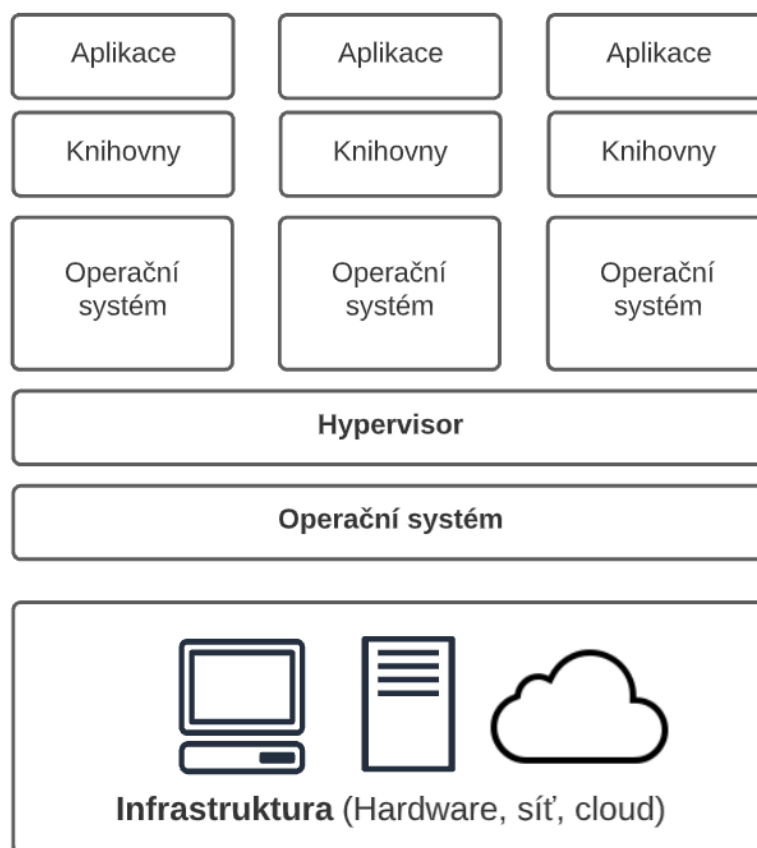 Aplikace
Aplikace
Aplikace
Knihovny
Knihovny
Knihovny
Operační
systém
Operační
systém
Operační
systém
Hypervisor
Operační systém
Infrastruktura (Hardware, síť, cloud)